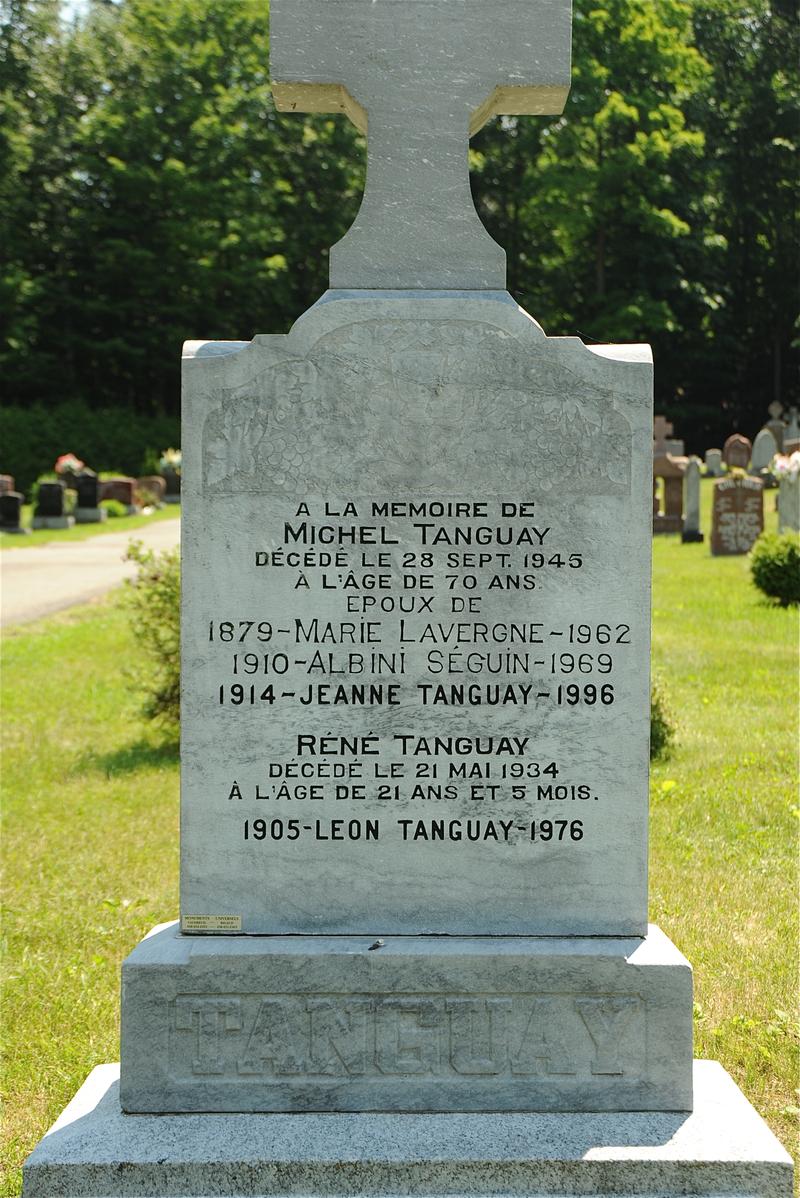 A LA MEMOIRE DE
MICHEL TANGUAY
DÉCÉDÉ LE 28 SEPT. 1945
À L'ÂGE DE 70 ANS.
EPOUX DE
1879-MARIE LAVERGNE-1962
1910-ALBINI SÉGUIN-1969
1914-JEANNE TANGUAY-1996
RÉNÉ TANGUAY
DÉCÉDÉ LE 21 MAI 1934
À L'ÂGE DE 21 ANS ET 5 MOIS.
1905-LEON TANGUAY-1976
MONUMENTS UNIVERSELS
TANGUAY